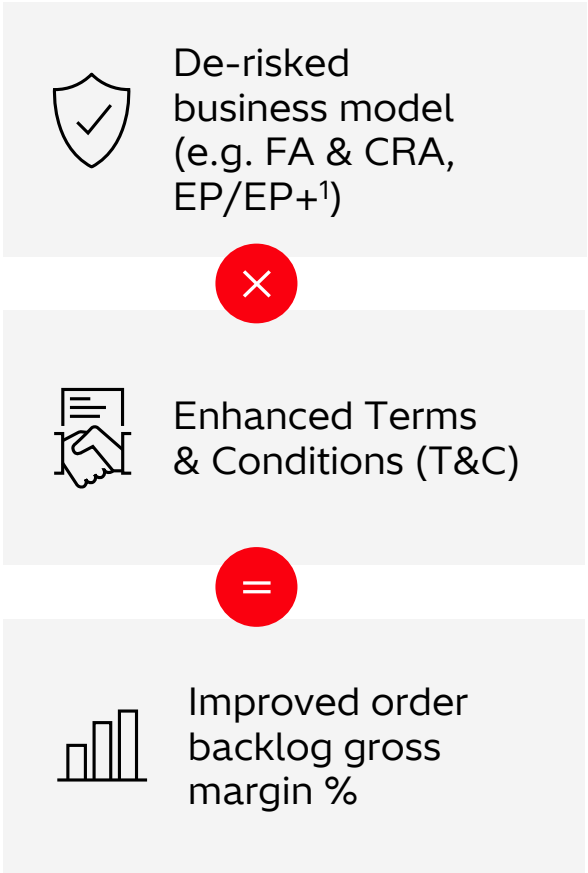 De-risked
business model
(e.g. FA & CRA,
EP/EP+¹)
×
Enhanced Terms
& Conditions (T&C)
=
Improved order
backlog gross
margin %